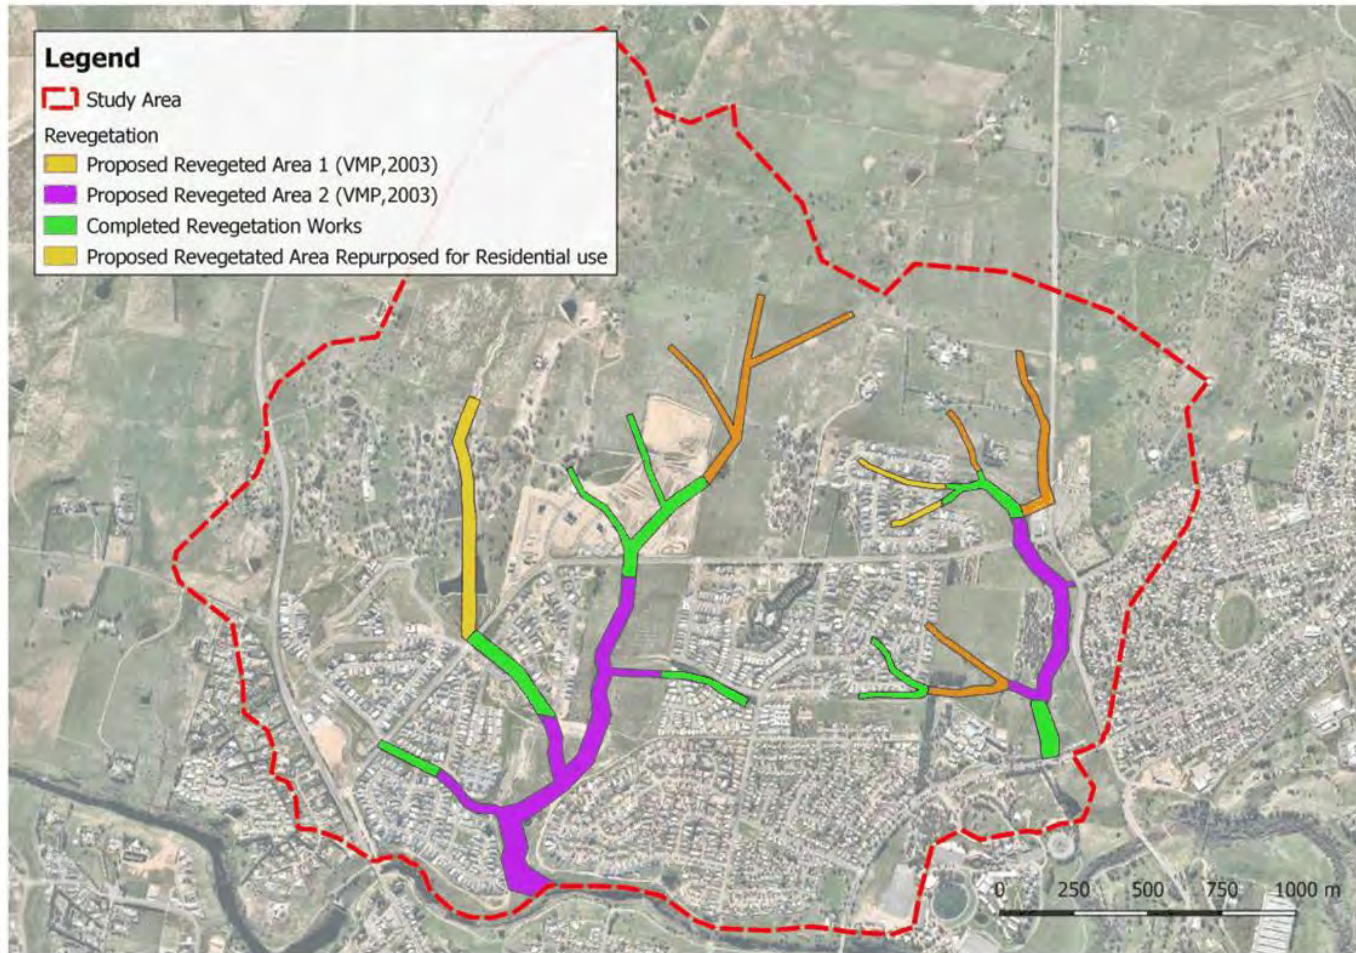 Legend
Study Area
Revegetation
Proposed Revegeted Area 1 (VMP,2003)
Proposed Revegeted Area 2 (VMP,2003)
Completed Revegetation Works
Proposed Revegetated Area Repurposed for Residential use
0 250 500 750 1000 m